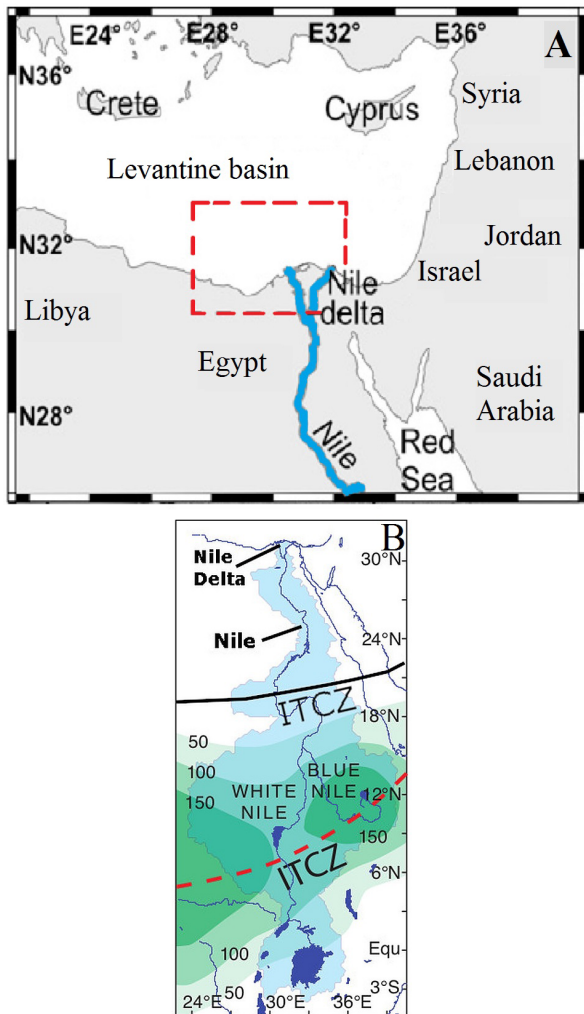 E24° E28° E32° E36°
A
N36°
Crete
Cyprus
Syria
Levantine basin
Lebanon
N32°
Jordan
Israel
Libya
Nile
delta
Egypt
Saudi
Arabia
N28°
Nile
Red
Sea
B
Nile
Delta
30°N
Nile
24°N
ITCZ
18°N
50
100
150
WHITE
NILE
BLUE
NILE
12°N
150
ITCZ
6°N
100
50
Equ
3°S
24°E 30°E 36°E